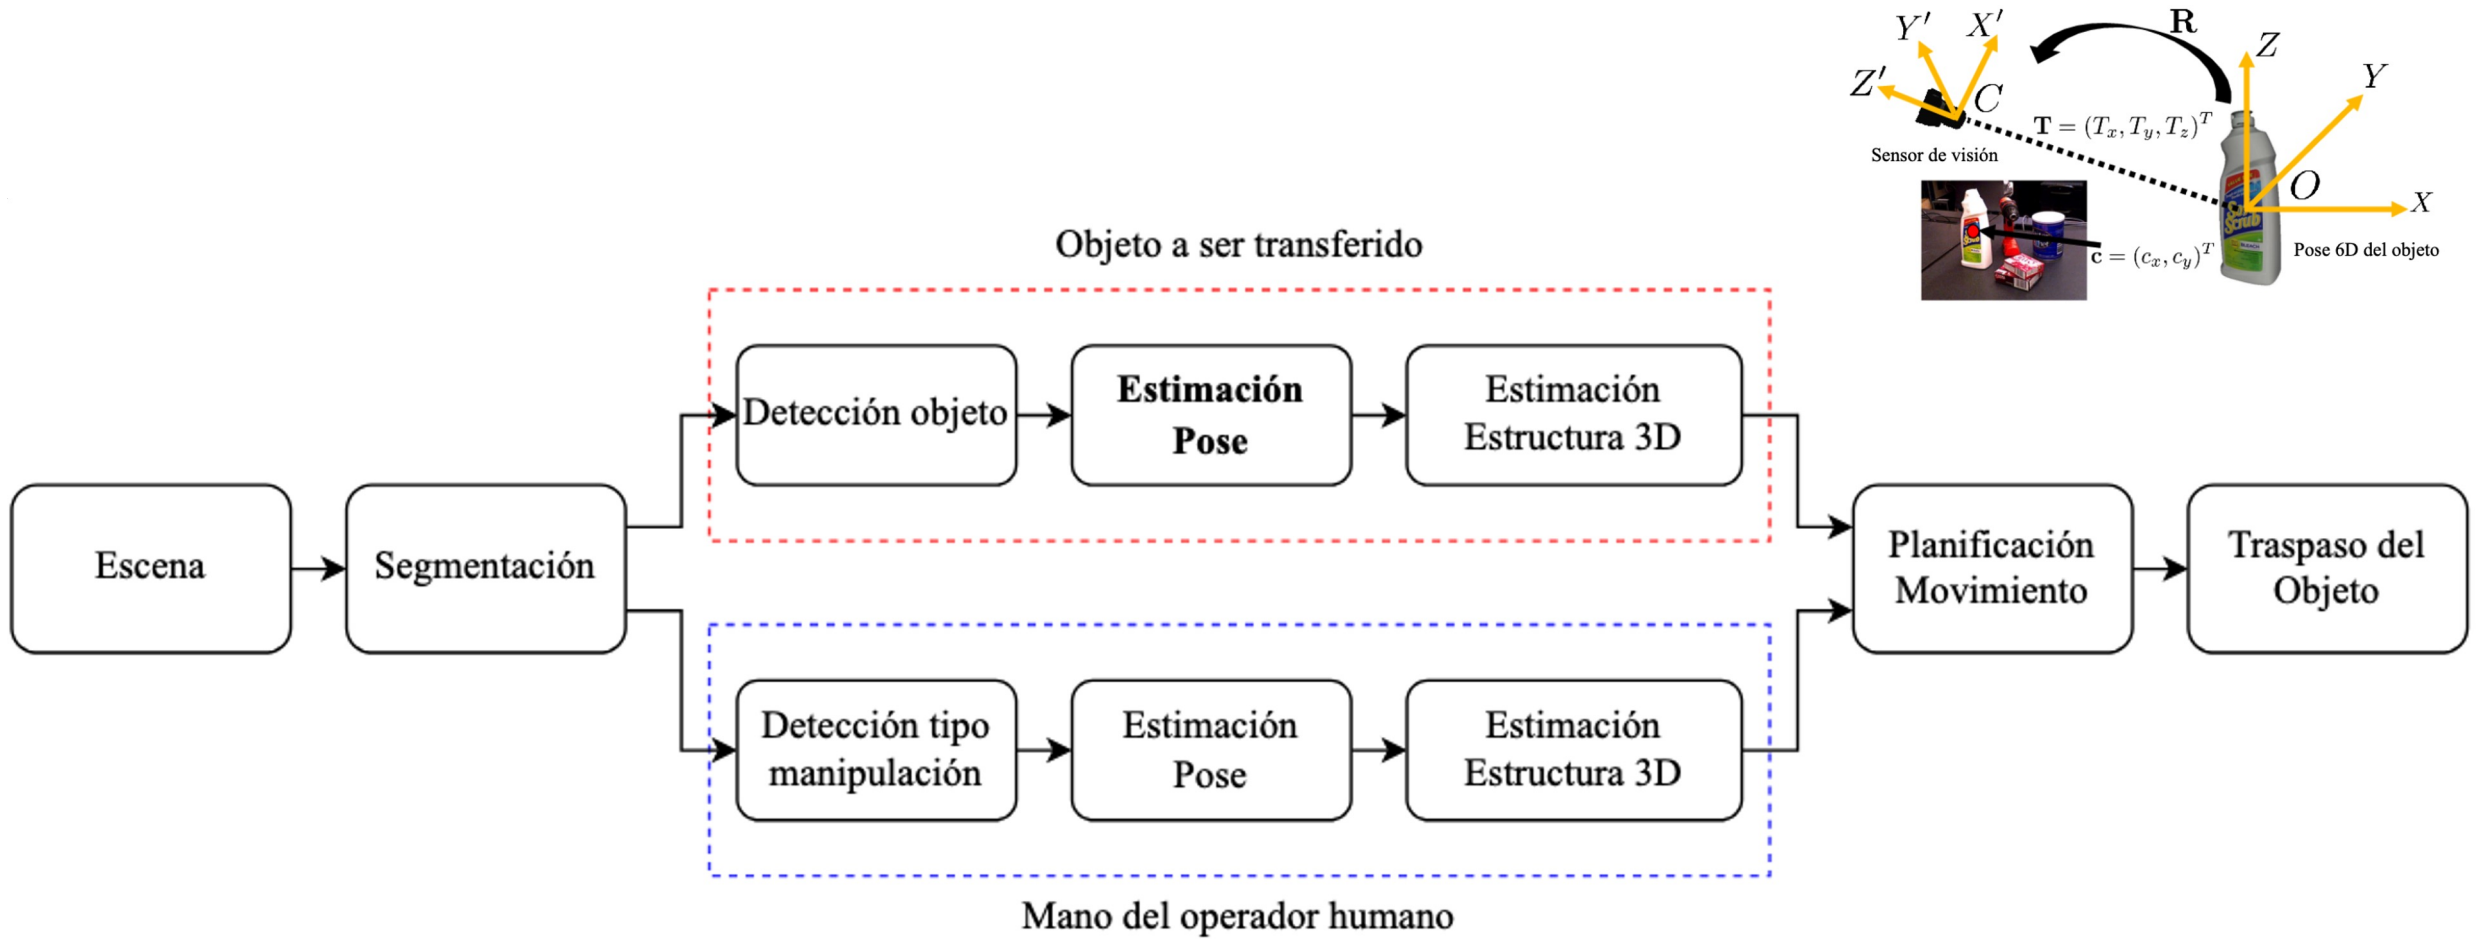 Y′
X′
R
Z
Y
Z′
C
T = (Tx, Ty, Tz)^T
Sensor de visión
O
X
c = (cx, cy)^T
Pose 6D del objeto
Objeto a ser transferido
Detección objeto
Estimación
Pose
Estimación
Estructura 3D
Escena
Segmentación
Planificación
Movimiento
Traspaso del
Objeto
Detección tipo
manipulación
Estimación
Pose
Estimación
Estructura 3D
Mano del operador humano